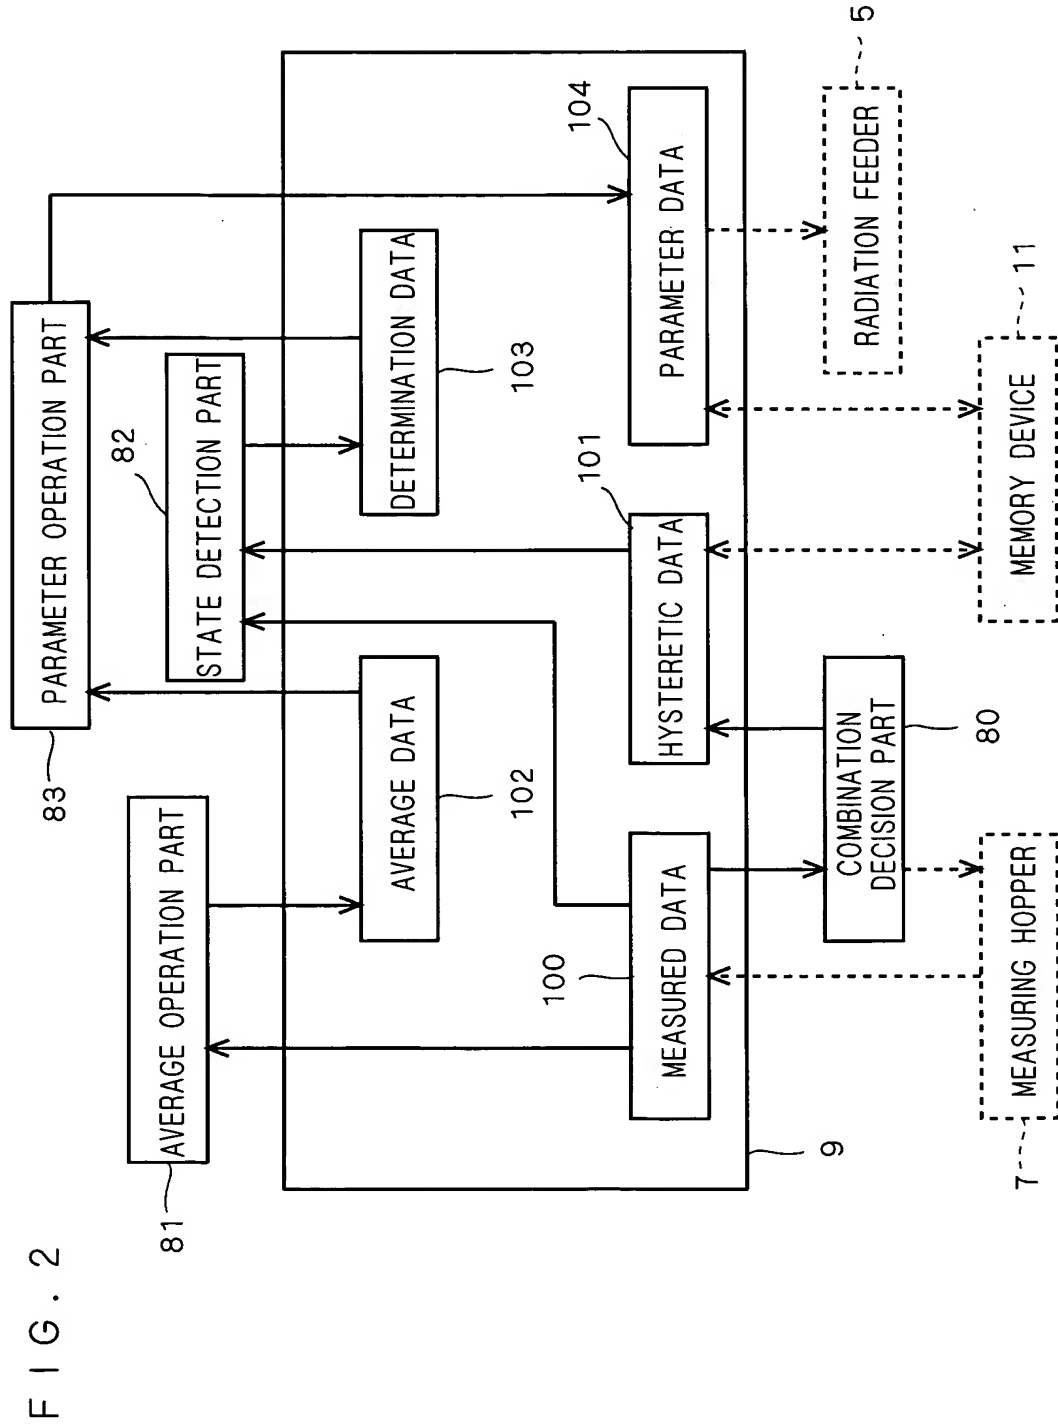 FIG. 2
83
PARAMETER OPERATION PART
81
AVERAGE OPERATION PART
82
STATE DETECTION PART
AVERAGE DATA
102
DETERMINATION DATA
103
100
MEASURED DATA
101
HYSTERETIC DATA
104
PARAMETER DATA
9
COMBINATION
DECISION PART
80
RADIATION FEEDER
5
7
MEASURING HOPPER
MEMORY DEVICE
11